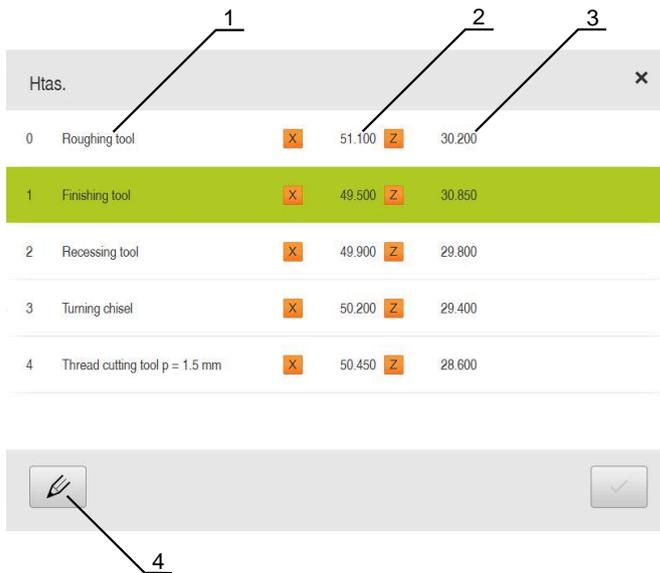 1 2 3
Htas. ×
0 Roughing tool X 51.100 Z 30.200
1 Finishing tool X 49.500 Z 30.850
2 Recessing tool X 49.900 Z 29.800
3 Turning chisel X 50.200 Z 29.400
4 Thread cutting tool p = 1.5 mm X 50.450 Z 28.600
4